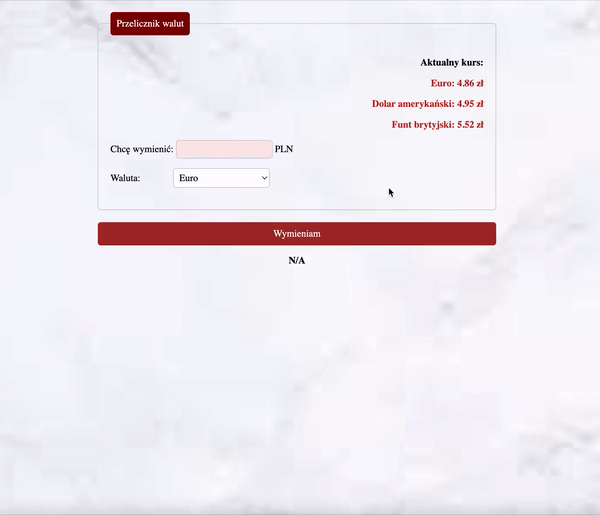 Przelicznik walut
Aktualny kurs:
Euro: 4.86 zł
Dolar amerykański: 4.95 zł
Funt brytyjski: 5.52 zł
Chcę wymienić: PLN
Waluta: Euro
Wymieniam
N/A